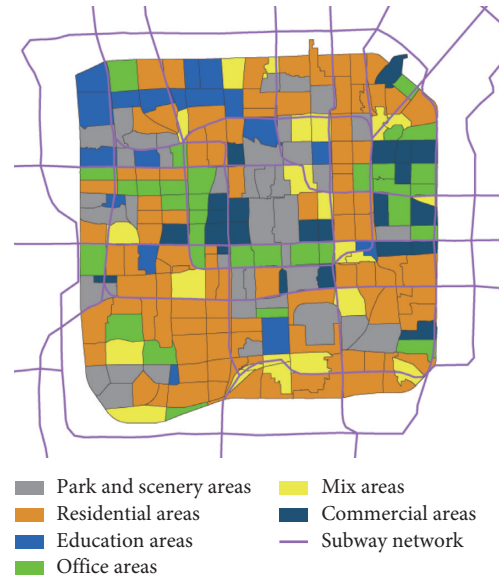 Park and scenery areas
Residential areas
Education areas
Office areas
Mix areas
Commercial areas
Subway network